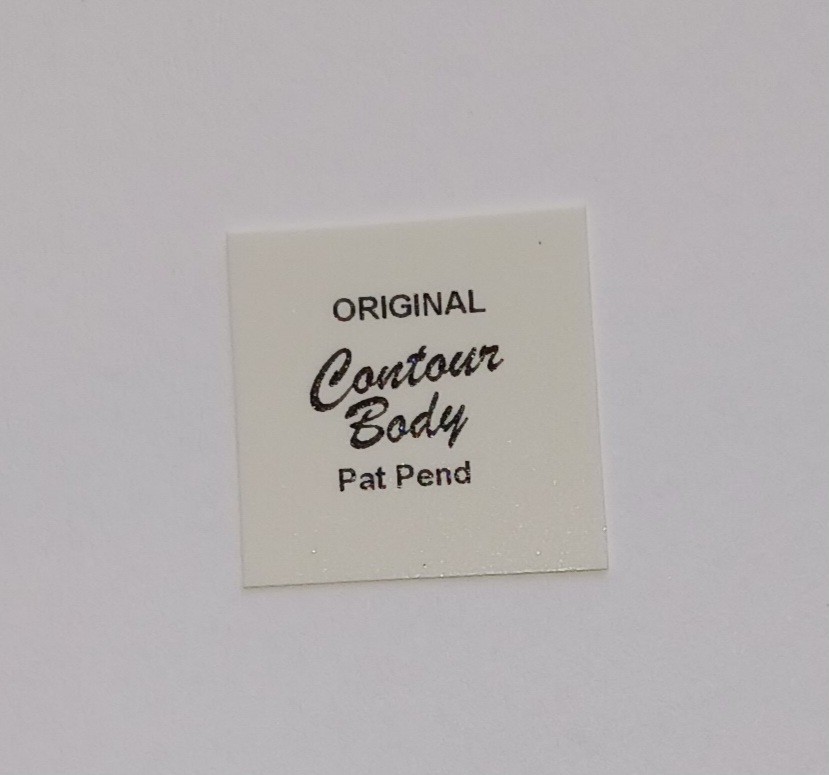 ORIGINAL
Contour
Body
Pat Pend